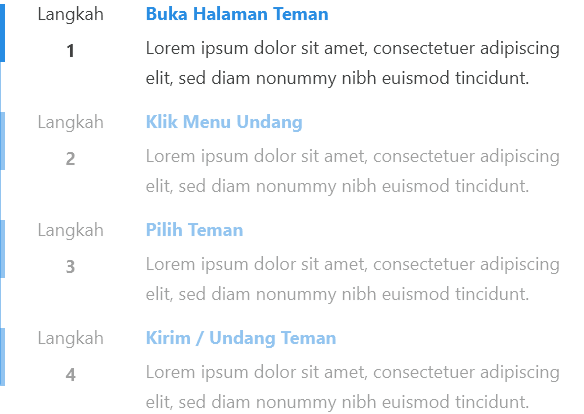 Langkah
1
Buka Halaman Teman
Lorem ipsum dolor sit amet, consectetuer adipiscing
elit, sed diam nonummy nibh euismod tincidunt.
Langkah
2
Klik Menu Undang
Lorem ipsum dolor sit amet, consectetuer adipiscing
elit, sed diam nonummy nibh euismod tincidunt.
Langkah
3
Pilih Teman
Lorem ipsum dolor sit amet, consectetuer adipiscing
elit, sed diam nonummy nibh euismod tincidunt.
Langkah
4
Kirim / Undang Teman
Lorem ipsum dolor sit amet, consectetuer adipiscing
elit, sed diam nonummy nibh euismod tincidunt.